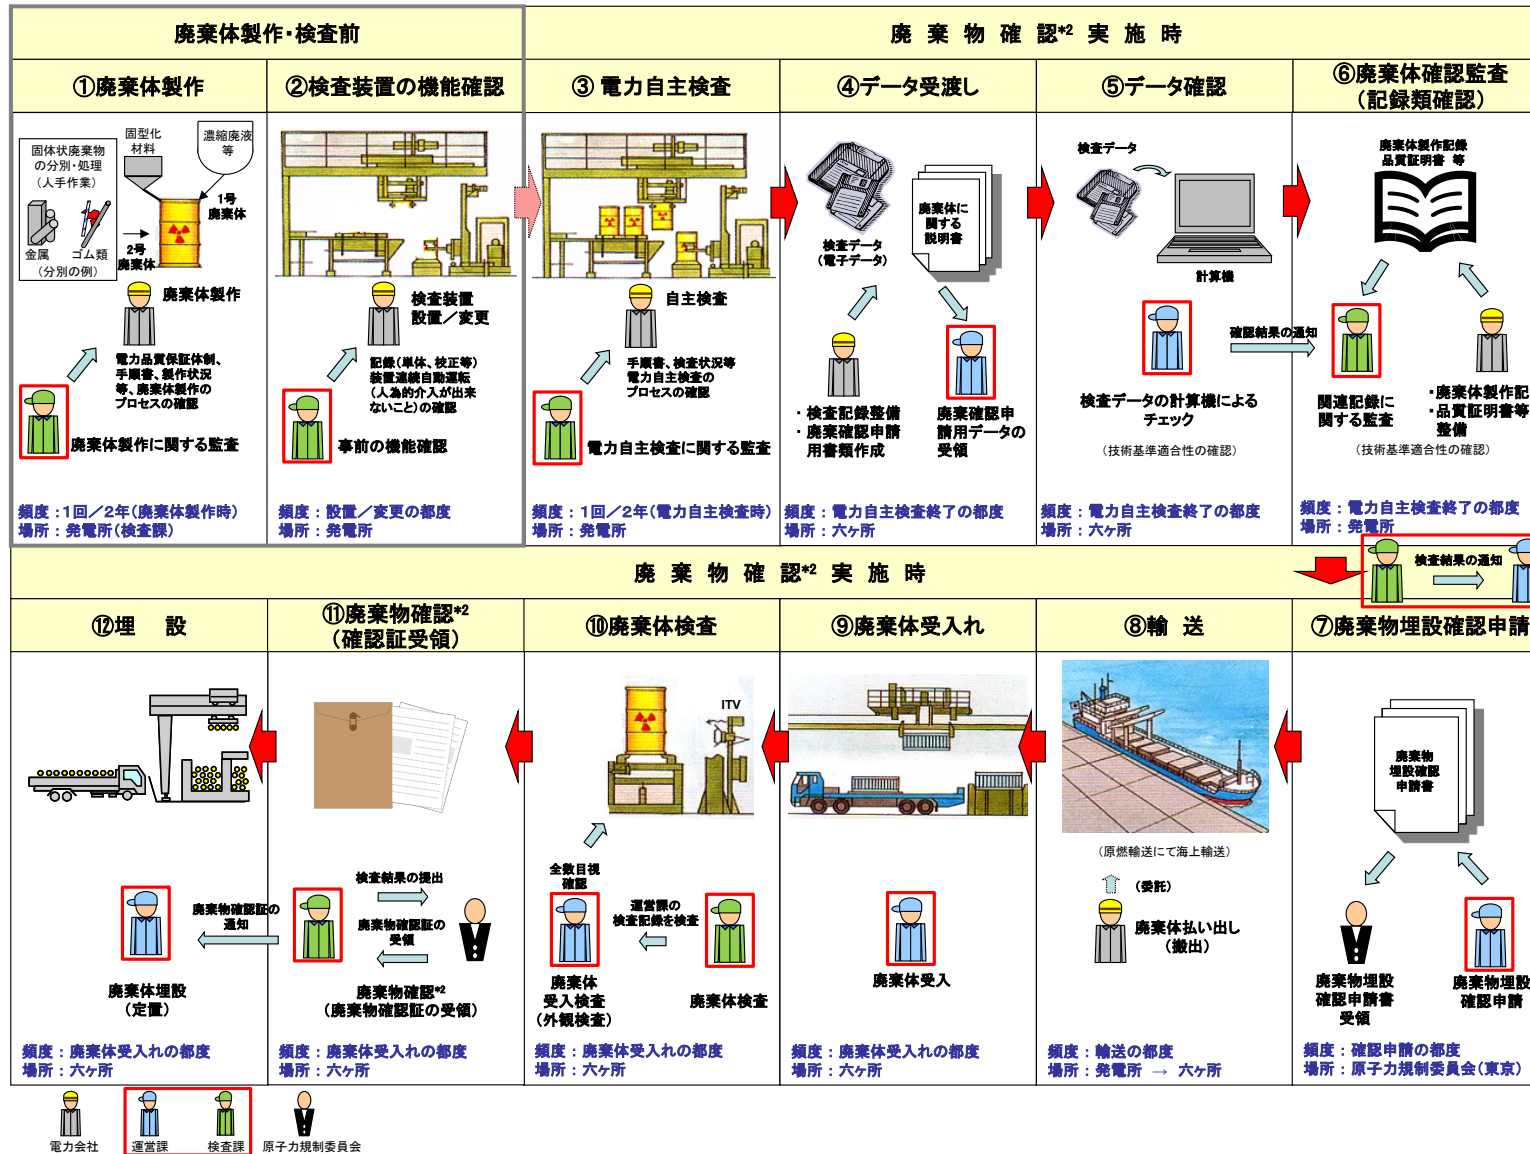 廃棄体製作・検査前
廃棄物確認*2実施時
①廃棄体製作
②検査装置の機能確認
③電力自主検査
④データ受渡し
⑤データ確認
⑥廃棄体確認監査
(記録類確認)
固体状廃棄物
の分別・処理
(人手作業)
金属
ゴム類
(分別の例)
固型化
材料
濃縮廃液
等
1号
廃棄体
2号
廃棄体
廃棄体製作
電力品質保証体制、
手順書、製作状況
等、廃棄体製作の
プロセスの確認
廃棄体製作に関する監査
頻度:1回/2年(廃棄体製作時)
場所:発電所(検査課)
検査装置
設置/変更
記録(単体、校正等)
装置連続自動運転
(人為的介入が出来
ないこと)の確認
事前の機能確認
頻度:設置/変更の都度
場所:発電所
自主検査
手順書、検査状況等
電力自主検査の
プロセスの確認
電力自主検査に関する監査
頻度:1回/2年(電力自主検査時)
場所:発電所
検査データ
(電子データ)
廃棄体に
関する
説明書
・検査記録整備
・廃棄確認申請
用書類作成
廃棄確認申
請用データの
受領
頻度:電力自主検査終了の都度
場所:六ヶ所
検査データ
計算機
確認結果の通知
検査データの計算機による
チェック
(技術基準適合性の確認)
頻度:電力自主検査終了の都度
場所:六ヶ所
廃棄体製作記録
品質証明書 等
関連記録に
関する監査
・廃棄体製作記
・品質証明書等
整備
(技術基準適合性の確認)
頻度:電力自主検査終了の都度
場所:発電所
廃棄物確認*2実施時
検査結果の通知
⑫埋 設
⑪廃棄物確認*2
(確認証受領)
⑩廃棄体検査
⑨廃棄体受入れ
⑧輸 送
⑦廃棄物埋設確認申請
廃棄物確認証の
通知
廃棄体埋設
(定置)
頻度:廃棄体受入れの都度
場所:六ヶ所
検査結果の提出
廃棄物確認証の
受領
廃棄物確認*2
(廃棄物確認証の受領)
頻度:廃棄体受入れの都度
場所:六ヶ所
ITV
全数目視
確認
運営課の
検査記録を検査
廃棄体
受入検査
(外観検査)
廃棄体検査
頻度:廃棄体受入れの都度
場所:六ヶ所
廃棄体受入
頻度:廃棄体受入れの都度
場所:六ヶ所
(原燃輸送にて海上輸送)
(委託)
廃棄体払い出し
(搬出)
頻度:輸送の都度
場所:発電所 → 六ヶ所
廃棄物
埋設確認
申請書
廃棄物埋設
確認申請書
受領
廃棄物埋設
確認申請
頻度:確認申請の都度
場所:原子力規制委員会(東京)
電力会社
運営課
検査課
原子力規制委員会